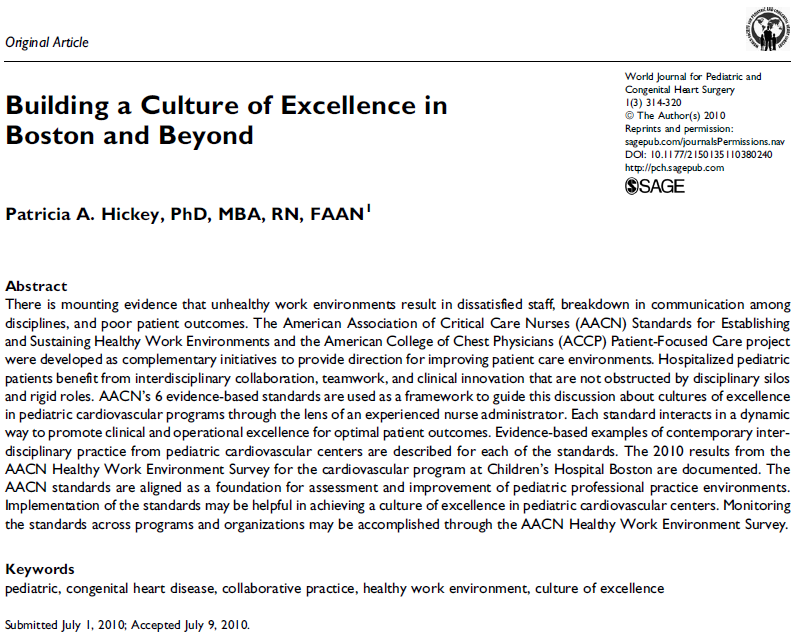 Original Article
World Journal for Pediatric and
Congenital Heart Surgery
1(3) 314-320
© The Author(s) 2010
Reprints and permission:
sagepub.com/journalsPermissions.nav
DOI: 10.1177/2150135110380240
http://pch.sagepub.com
SAGE
Building a Culture of Excellence in
Boston and Beyond
Patricia A. Hickey, PhD, MBA, RN, FAAN1
Abstract
There is mounting evidence that unhealthy work environments result in dissatisfied staff, breakdown in communication among
disciplines, and poor patient outcomes. The American Association of Critical Care Nurses (AACN) Standards for Establishing
and Sustaining Healthy Work Environments and the American College of Chest Physicians (ACCP) Patient-Focused Care project
were developed as complementary initiatives to provide direction for improving patient care environments. Hospitalized pediatric
patients benefit from interdisciplinary collaboration, teamwork, and clinical innovation that are not obstructed by disciplinary silos
and rigid roles. AACN's 6 evidence-based standards are used as a framework to guide this discussion about cultures of excellence
in pediatric cardiovascular programs through the lens of an experienced nurse administrator. Each standard interacts in a dynamic
way to promote clinical and operational excellence for optimal patient outcomes. Evidence-based examples of contemporary inter-
disciplinary practice from pediatric cardiovascular centers are described for each of the standards. The 2010 results from the
AACN Healthy Work Environment Survey for the cardiovascular program at Children's Hospital Boston are documented. The
AACN standards are aligned as a foundation for assessment and improvement of pediatric professional practice environments.
Implementation of the standards may be helpful in achieving a culture of excellence in pediatric cardiovascular centers. Monitoring
the standards across programs and organizations may be accomplished through the AACN Healthy Work Environment Survey.
Keywords
pediatric, congenital heart disease, collaborative practice, healthy work environment, culture of excellence
Submitted July 1, 2010; Accepted July 9, 2010.